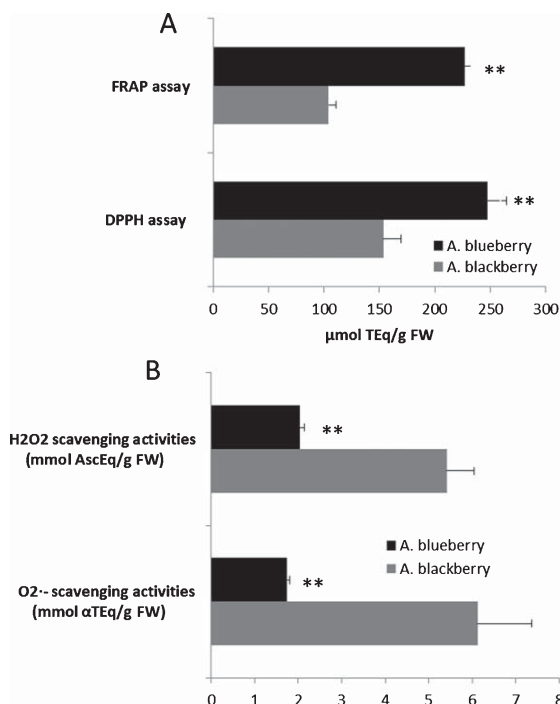 A
FRAP assay
**
DPPH assay
**
A. blueberry
A. blackberry
0 50 100 150 200 250 300
µmol TEq/g FW
B
H2O2 scavenging activities
(mmol AscEq/g FW)
**
A. blueberry
A. blackberry
O2·- scavenging activities
(mmol αTEq/g FW)
**
0 1 2 3 4 5 6 7 8